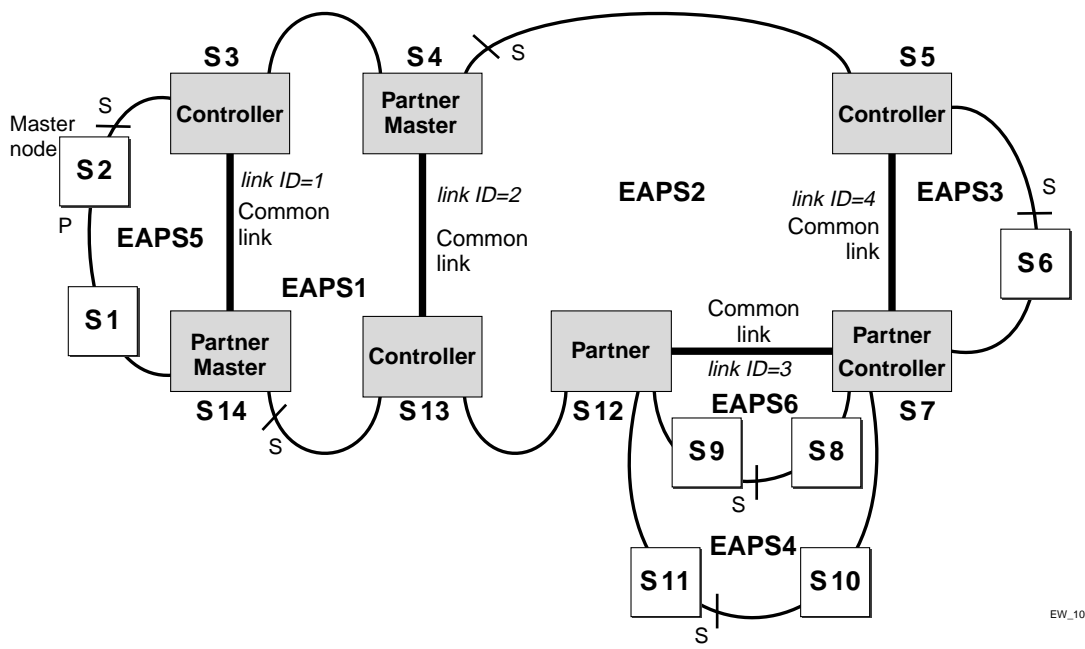 S3
S4
S
S5
S
Controller
Partner
Master
Controller
Master
node
S2
link ID=1
Common
link
link ID=2
Common
link
EAPS2
link ID=4
Common
link
EAPS3
S
P
EAPS5
S6
S1
EAPS1
Partner
Master
Controller
Partner
Common
link
link ID=3
Partner
Controller
S14
S13
S12
EAPS6
S7
S
S9
S8
S
EAPS4
S11
S10
S
EW_10